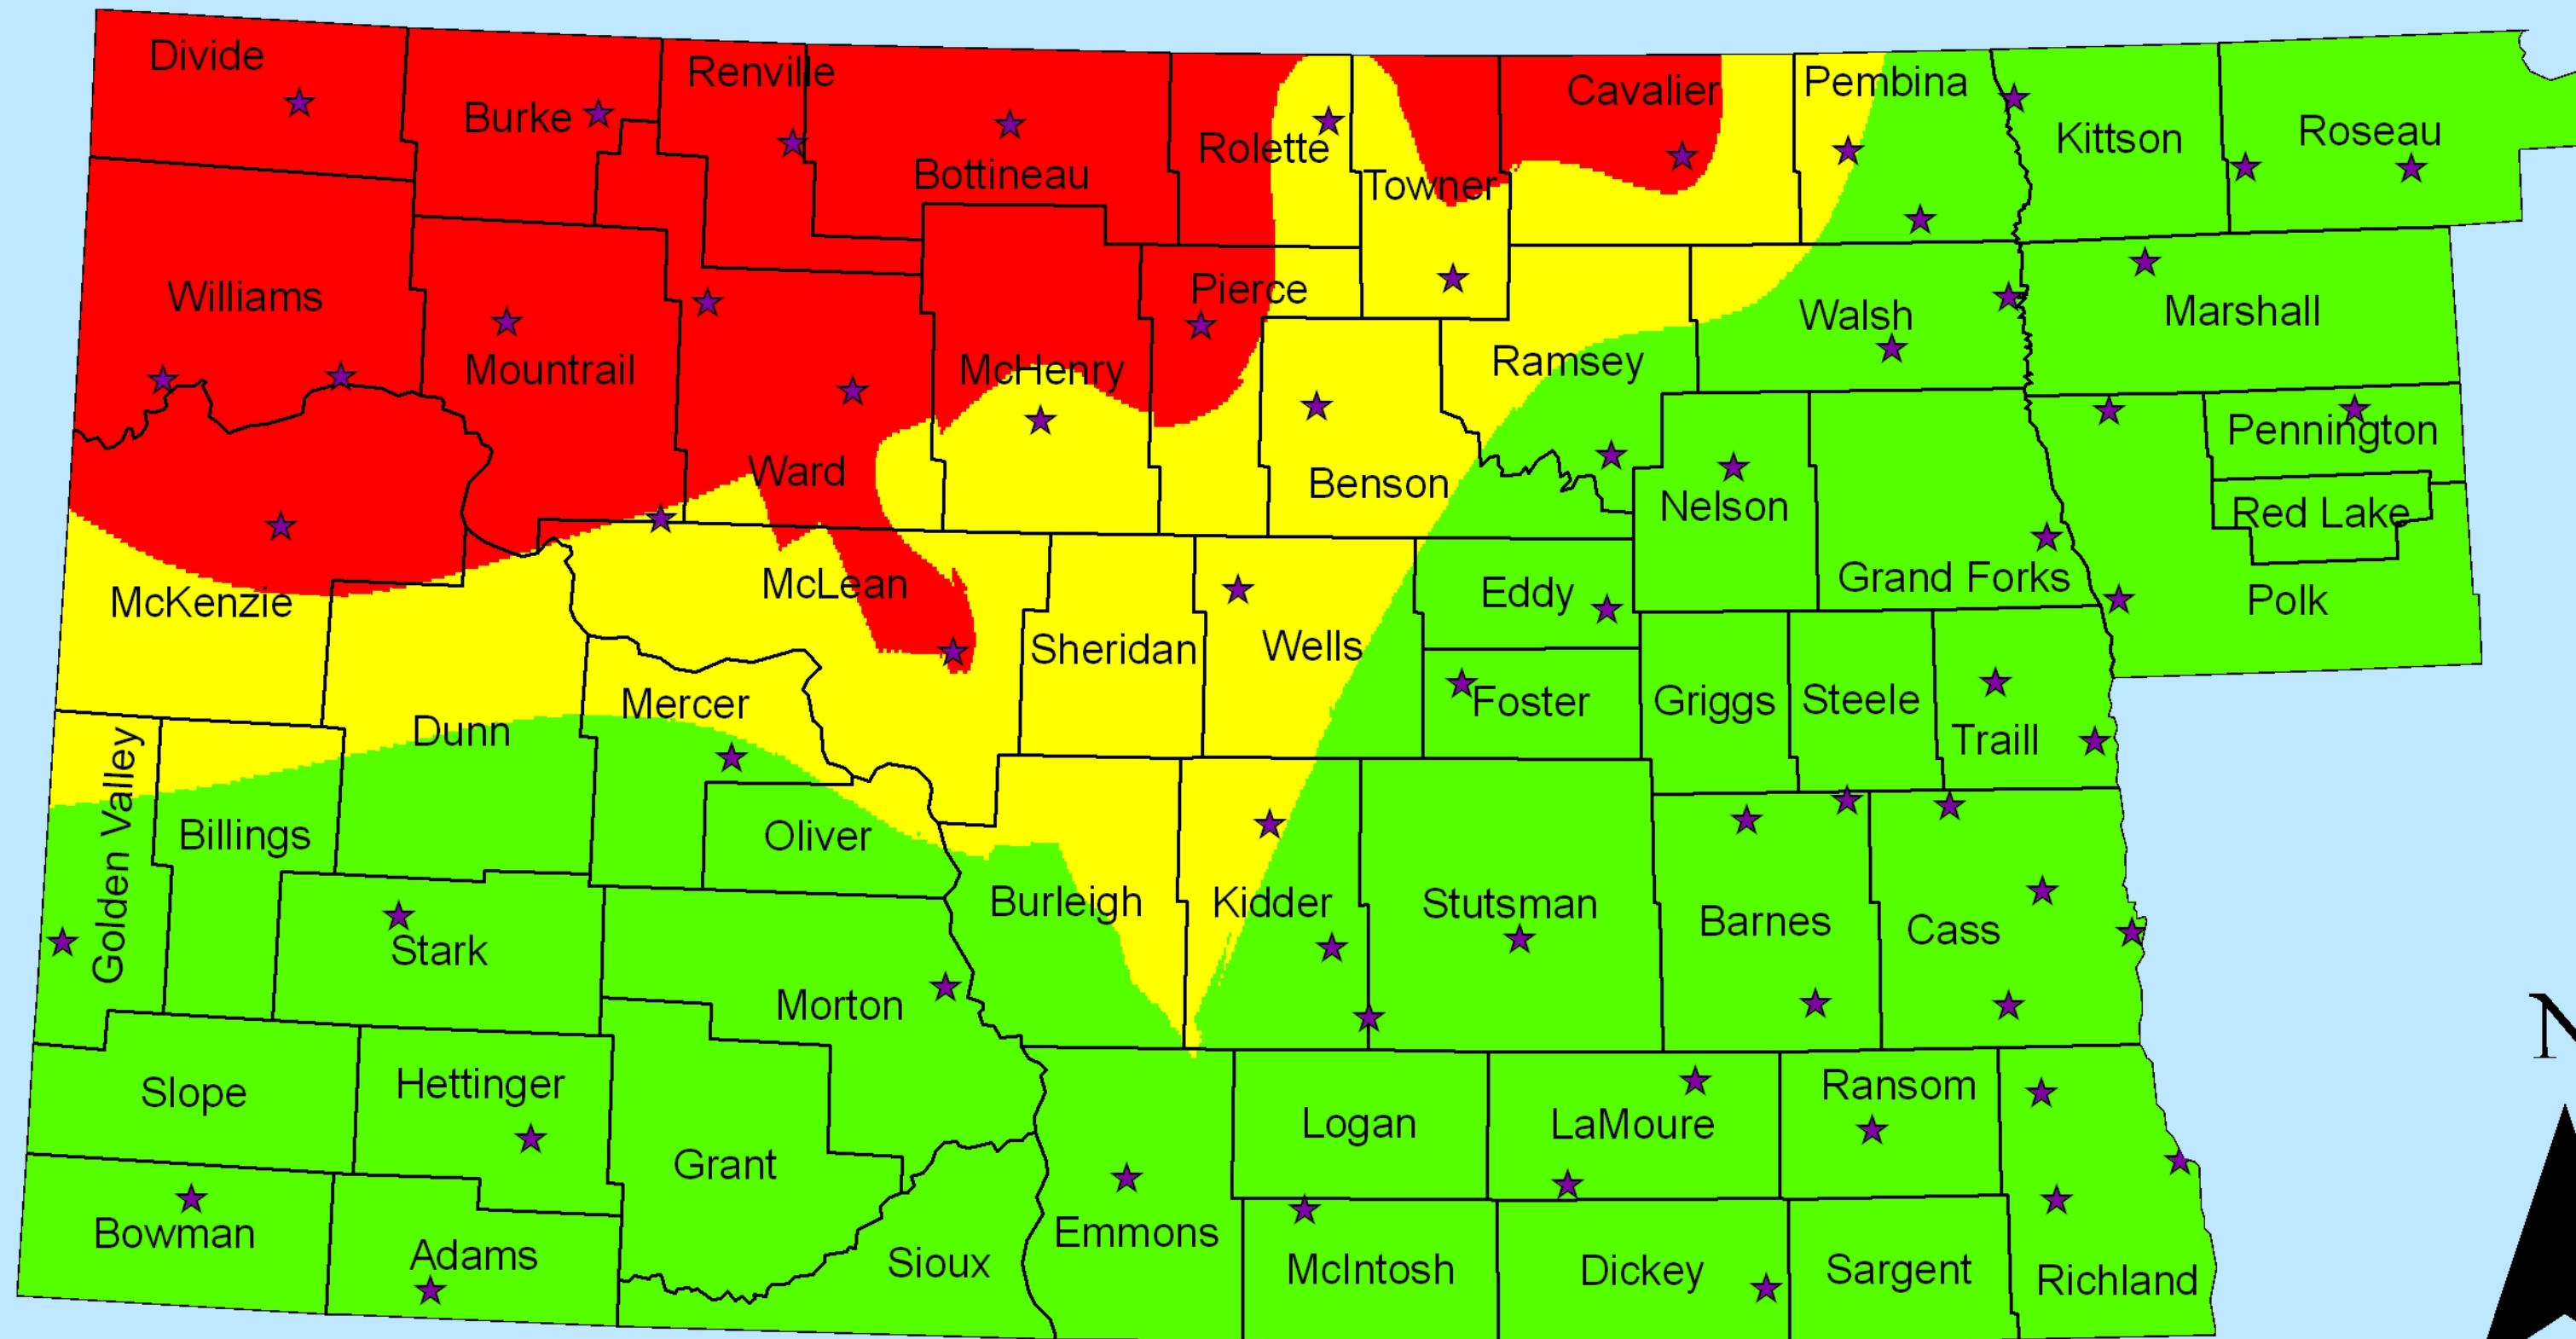 Divide
Burke
Renville
Bottineau
Rolette
Towner
Cavalier
Pembina
Kittson
Roseau
Williams
Mountrail
Ward
McHenry
Pierce
Benson
Ramsey
Walsh
Marshall
Nelson
Grand Forks
Pennington
Red Lake
Polk
McKenzie
Dunn
Mercer
McLean
Sheridan
Wells
Eddy
Foster
Griggs
Steele
Traill
Golden Valley
Billings
Stark
Oliver
Morton
Burleigh
Kidder
Stutsman
Barnes
Cass
N
Slope
Hettinger
Grant
Logan
LaMoure
Ransom
Bowman
Adams
Sioux
Emmons
McIntosh
Dickey
Sargent
Richland